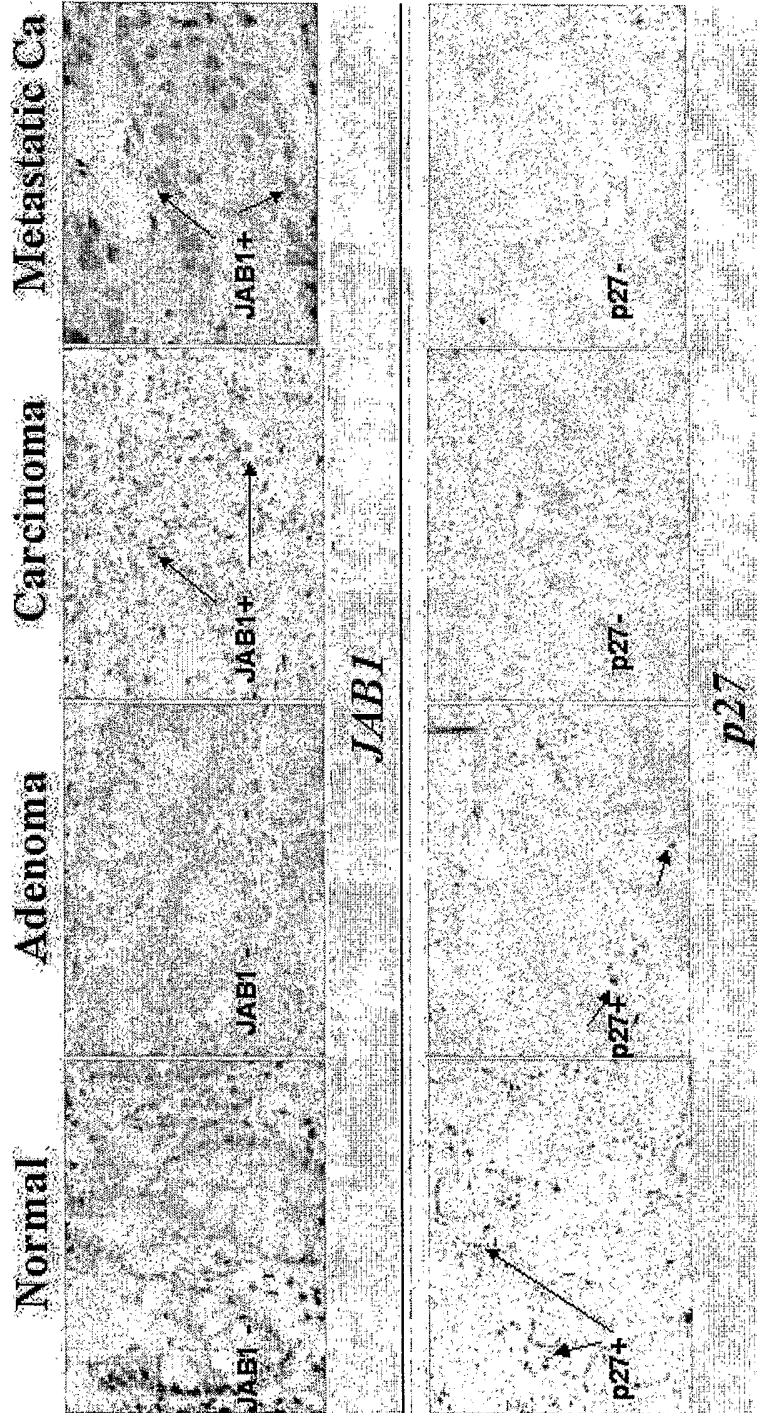 Normal Adenoma Carcinoma Metastatic Ca
JAB1 - JAB1 - JAB1+ JAB1+
JAB1
p27+ p27+ p27- p27-
p27